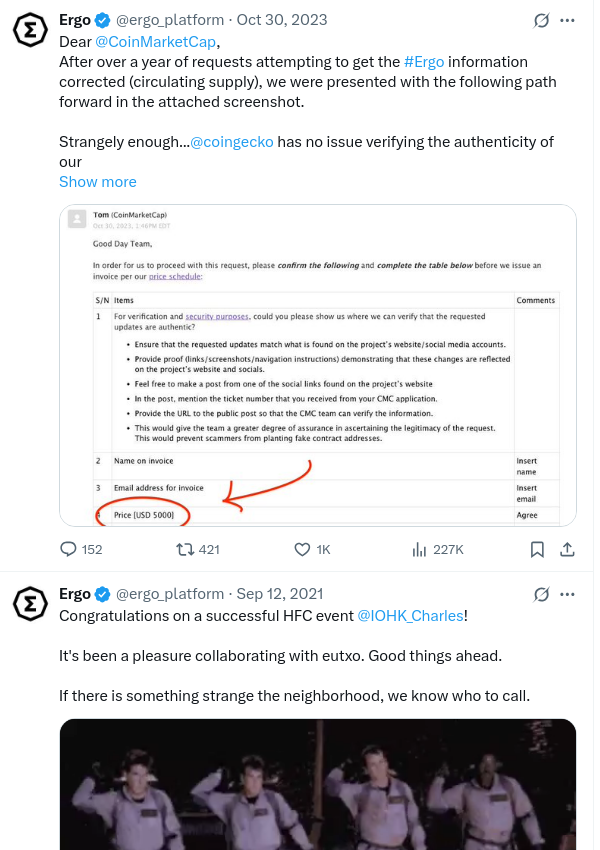 Ergo @ergo_platform · Oct 30, 2023
Dear @CoinMarketCap,
After over a year of requests attempting to get the #Ergo information
corrected (circulating supply), we were presented with the following path
forward in the attached screenshot.
Strangely enough...@coingecko has no issue verifying the authenticity of
our
Show more
Tom (CoinMarketCap)
Oct 30, 2023, 1:46PM EDT
Good Day Team,
In order for us to proceed with this request, please confirm the following and complete the table below before we issue an
invoice per our price schedule:
S/N Items Comments
1 For verification and security purposes, could you please show us where we can verify that the requested
updates are authentic?
• Ensure that the requested updates match what is found on the project's website/social media accounts.
• Provide proof (links/screenshots/navigation instructions) demonstrating that these changes are reflected
on the project's website and socials.
• Feel free to make a post from one of the social links found on the project's website
• In the post, mention the ticket number that you received from your CMC application.
• Provide the URL to the public post so that the CMC team can verify the information.
• This would give the team a greater degree of assurance in ascertaining the legitimacy of the request.
This would prevent scammers from planting fake contract addresses.
2 Name on invoice Insert
name
3 Email address for invoice Insert
email
Price [USD 5000] Agree
152 421 1K 227K
Ergo @ergo_platform · Sep 12, 2021
Congratulations on a successful HFC event @IOHK_Charles!
It's been a pleasure collaborating with eutxo. Good things ahead.
If there is something strange the neighborhood, we know who to call.